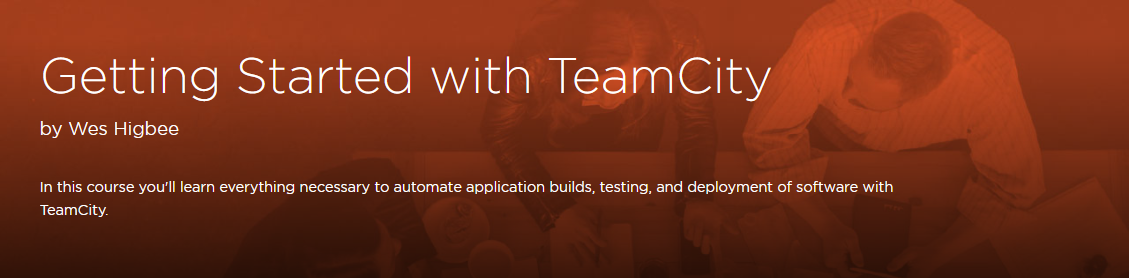 Getting Started with TeamCity
by Wes Higbee
In this course you'll learn everything necessary to automate application builds, testing, and deployment of software with
TeamCity.